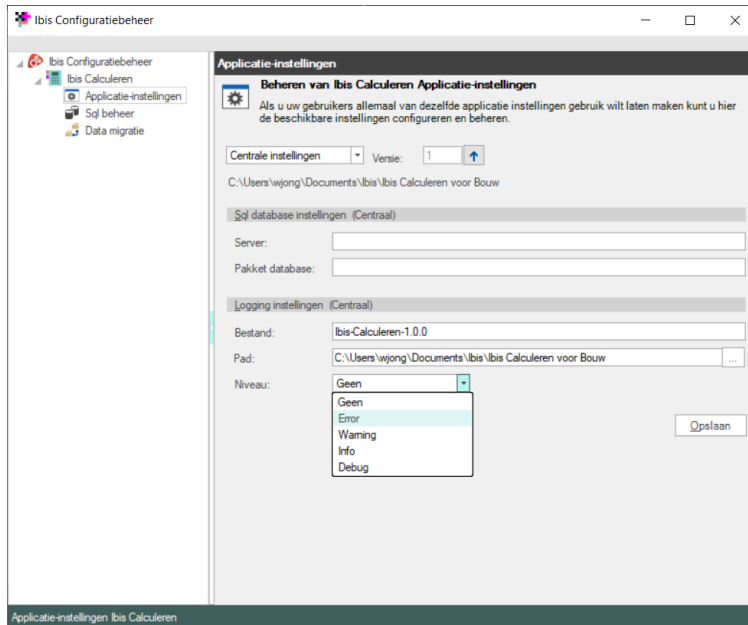 Ibis Configuratiebeheer
Ibis Configuratiebeheer
Ibis Calculeren
Applicatie-instellingen
Sql beheer
Data migratie
Applicatie-instellingen
Beheren van Ibis Calculeren Applicatie-instellingen
Als u uw gebruikers allemaal van dezelfde applicatie instellingen gebruik wilt laten maken kunt u hier
de beschikbare instellingen configureren en beheren.
Centrale instellingen Versie: 1
C:\Users\wjong\Documents\Ibis\Ibis Calculeren voor Bouw
Sql database instellingen (Centraal)
Server:
Pakket database:
Logging instellingen (Centraal)
Bestand: Ibis-Calculeren-1.0.0
Pad: C:\Users\wjong\Documents\Ibis\Ibis Calculeren voor Bouw ...
Niveau: Geen
Geen
Error
Warning
Info
Debug
Opslaan
Applicatie-instellingen Ibis Calculeren